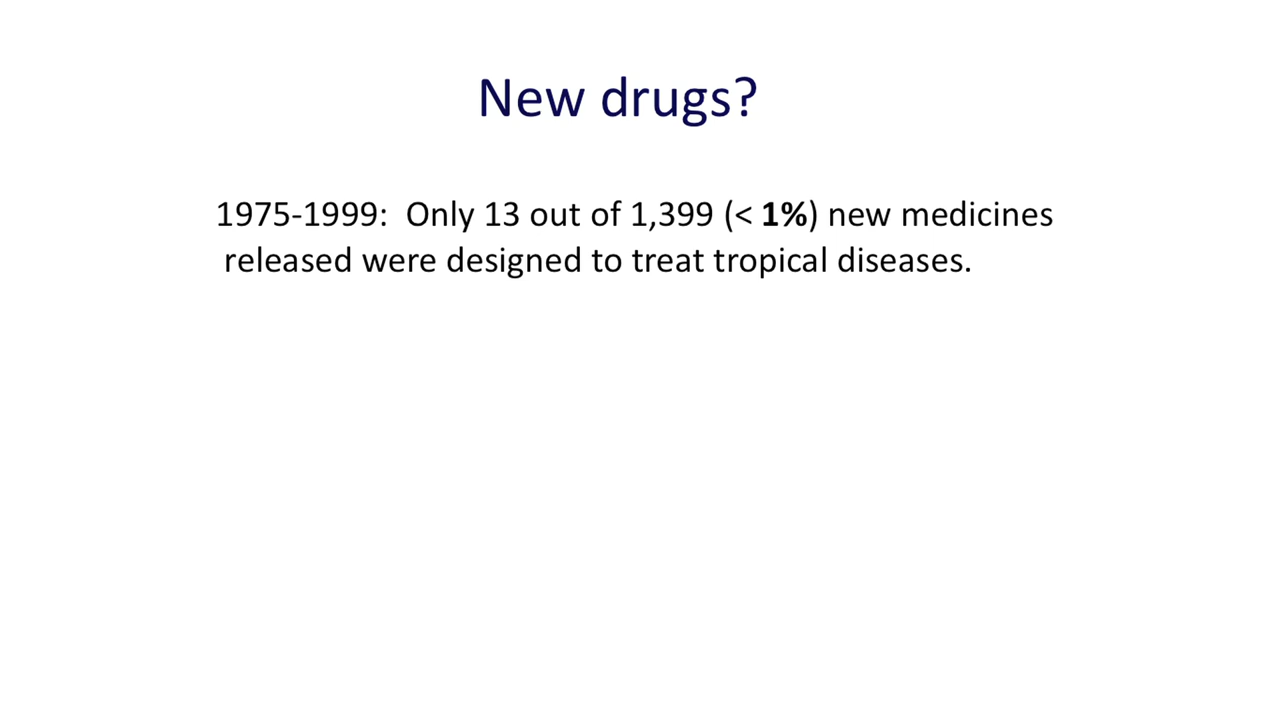 New drugs?
1975-1999:  Only 13 out of 1,399 (< 1%) new medicines
released were designed to treat tropical diseases.